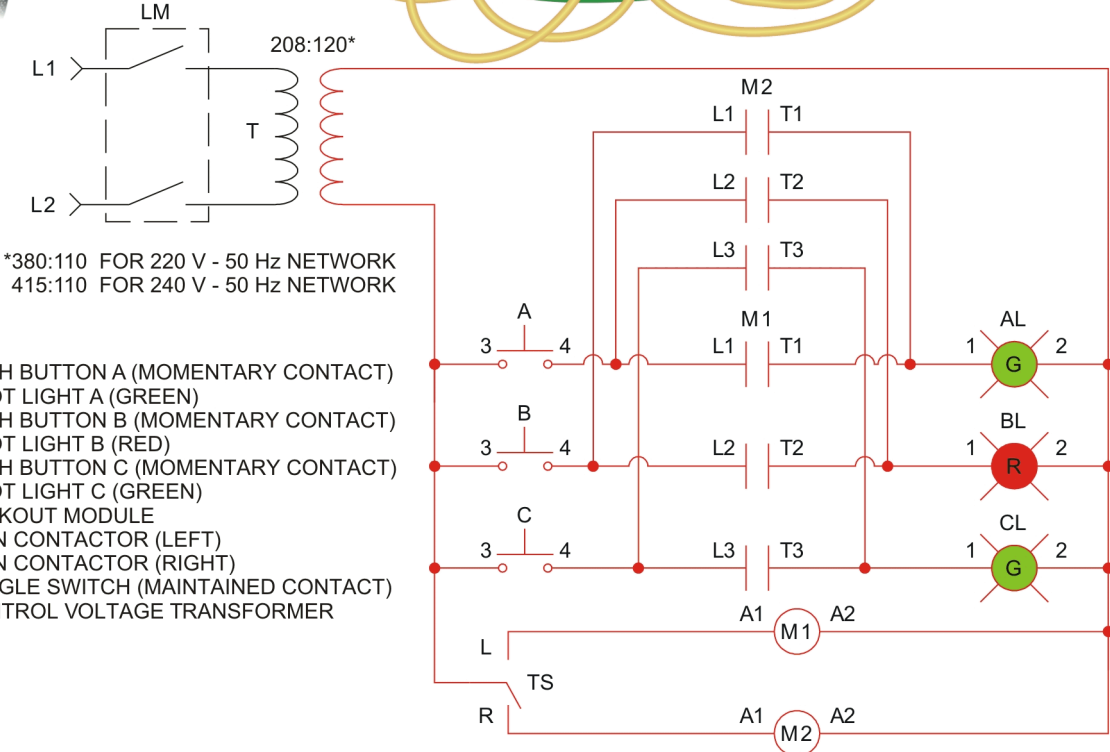 LM
208:120*
L1
T
L2
*380:110 FOR 220 V - 50 Hz NETWORK
415:110 FOR 240 V - 50 Hz NETWORK
M2
L1 T1
L2 T2
L3 T3
A
M1
AL
3 4 L1 T1 1 G 2
B
BL
3 4 L2 T2 1 R 2
C
CL
3 4 L3 T3 1 G 2
H BUTTON A (MOMENTARY CONTACT)
OT LIGHT A (GREEN)
H BUTTON B (MOMENTARY CONTACT)
OT LIGHT B (RED)
H BUTTON C (MOMENTARY CONTACT)
OT LIGHT C (GREEN)
KOUT MODULE
N CONTACTOR (LEFT)
N CONTACTOR (RIGHT)
GLE SWITCH (MAINTAINED CONTACT)
TROL VOLTAGE TRANSFORMER
A1 M1 A2
L
TS
R
A1 M2 A2